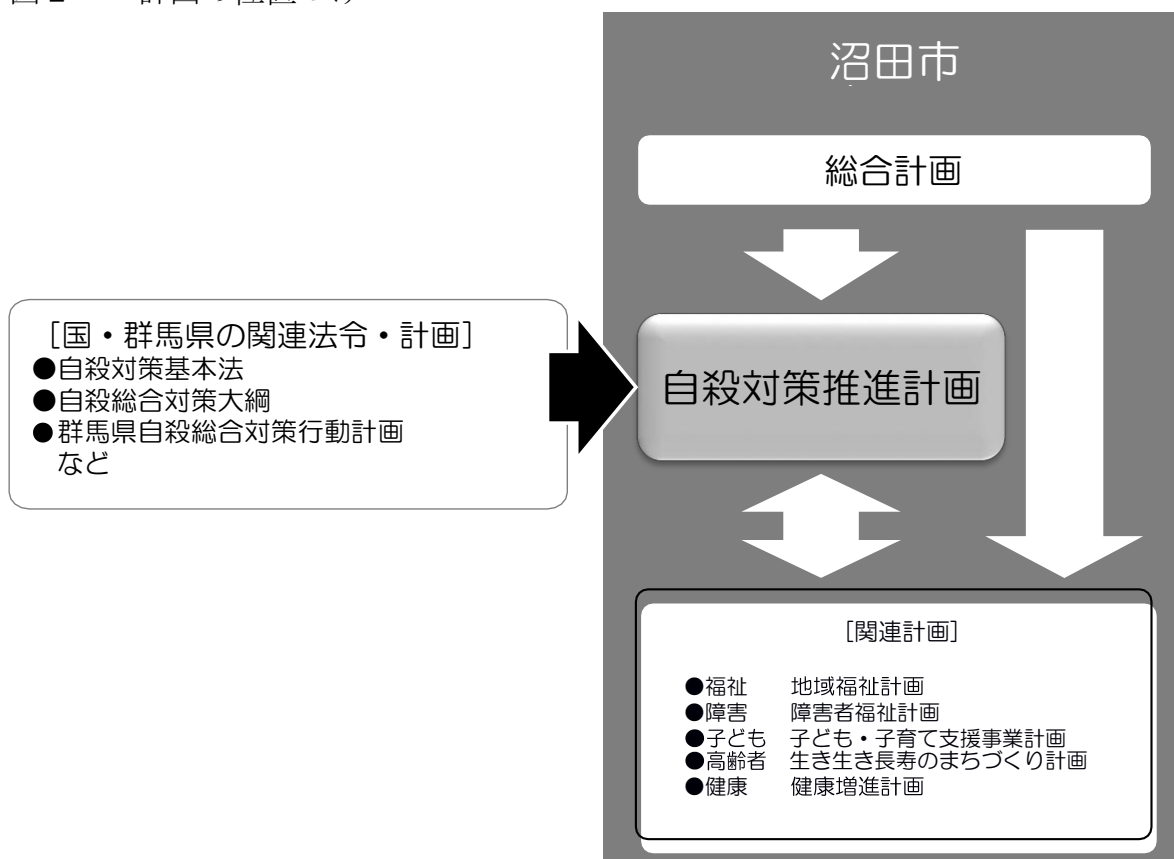 沼田市
総合計画
［国・群馬県の関連法令・計画］
●自殺対策基本法
●自殺総合対策大綱
●群馬県自殺総合対策行動計画
など
自殺対策推進計画
［関連計画］
●福祉 地域福祉計画
●障害 障害者福祉計画
●子ども 子ども・子育て支援事業計画
●高齢者 生き生き長寿のまちづくり計画
●健康 健康増進計画